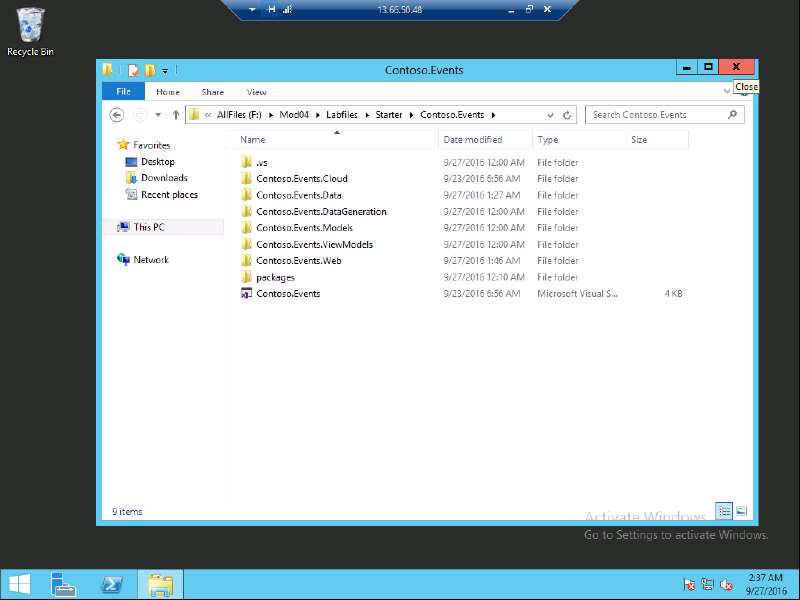 13.66.50.48
Recycle Bin
Contoso.Events
Close
File Home Share View
« AllFiles (F:) Mod04 Labfiles Starter Contoso.Events
Search Contoso.Events
Favorites
Desktop
Downloads
Recent places
This PC
Network
Name Date modified Type Size
.vs 9/27/2016 12:00 AM File folder
Contoso.Events.Cloud 9/23/2016 6:56 AM File folder
Contoso.Events.Data 9/27/2016 1:27 AM File folder
Contoso.Events.DataGeneration 9/27/2016 12:00 AM File folder
Contoso.Events.Models 9/27/2016 12:00 AM File folder
Contoso.Events.ViewModels 9/27/2016 12:00 AM File folder
Contoso.Events.Web 9/27/2016 1:46 AM File folder
packages 9/27/2016 12:10 AM File folder
Contoso.Events 9/23/2016 6:56 AM Microsoft Visual S... 4 KB
9 items
Activate Windows
Go to Settings to activate Windows.
2:37 AM
9/27/2016